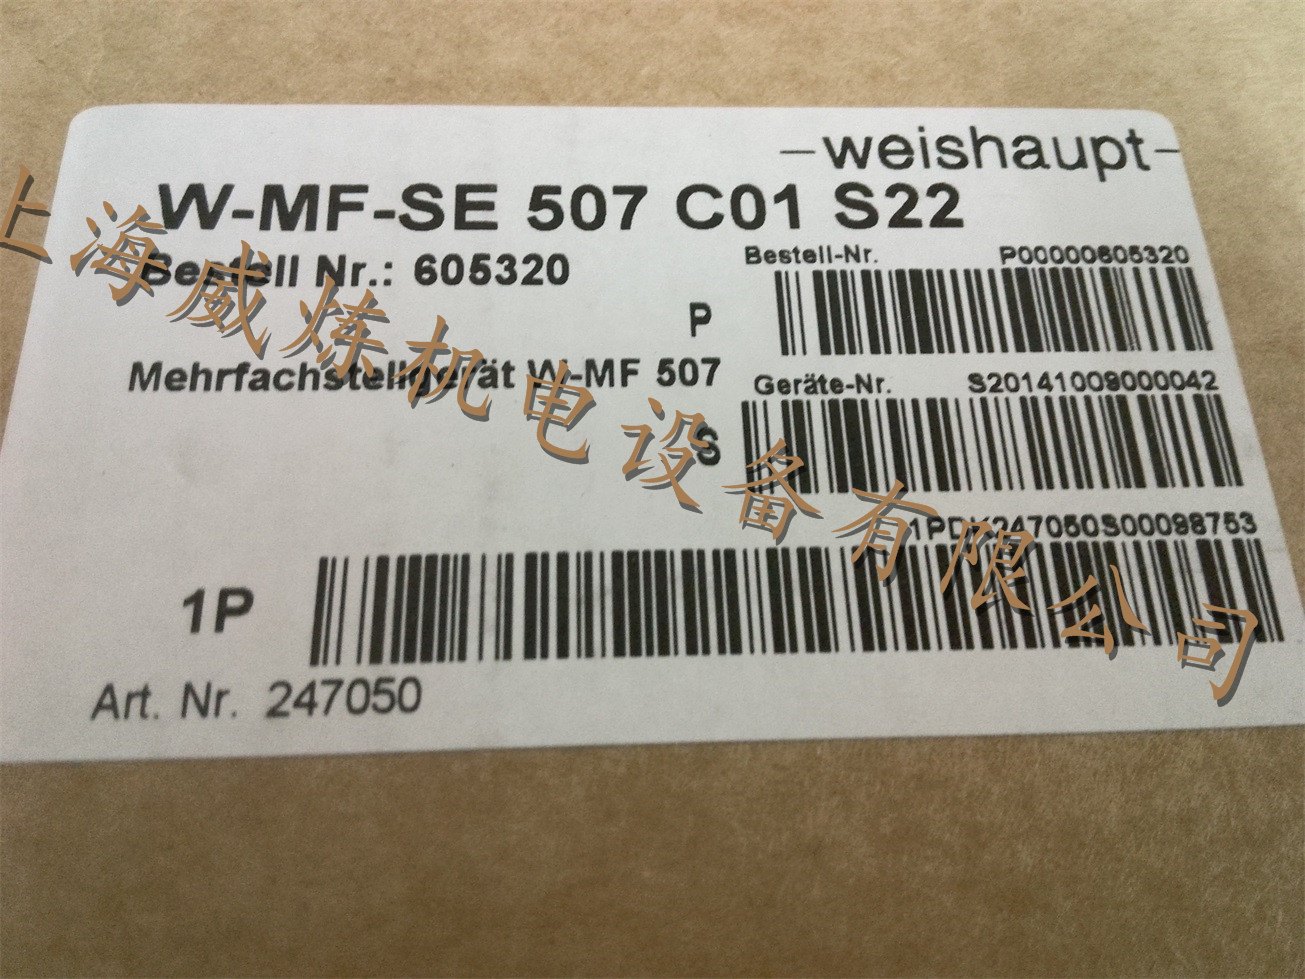 -weishaupt-
W-MF-SE 507 C01 S22
Bestell Nr.: 605320
Bestell-Nr. P00000605320
P
Mehrfachstellgerät W-MF 507
Geräte-Nr. S20141009000042
S
1PDK247050S00098753
1P
Art. Nr. 247050
上海威炼机电设备有限公司